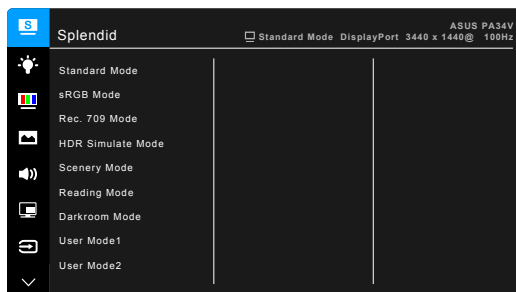 S
ASUS PA34V
Splendid
Standard Mode DisplayPort 3440 x 1440@ 100Hz
Standard Mode
sRGB Mode
Rec. 709 Mode
HDR Simulate Mode
Scenery Mode
Reading Mode
Darkroom Mode
User Mode1
User Mode2